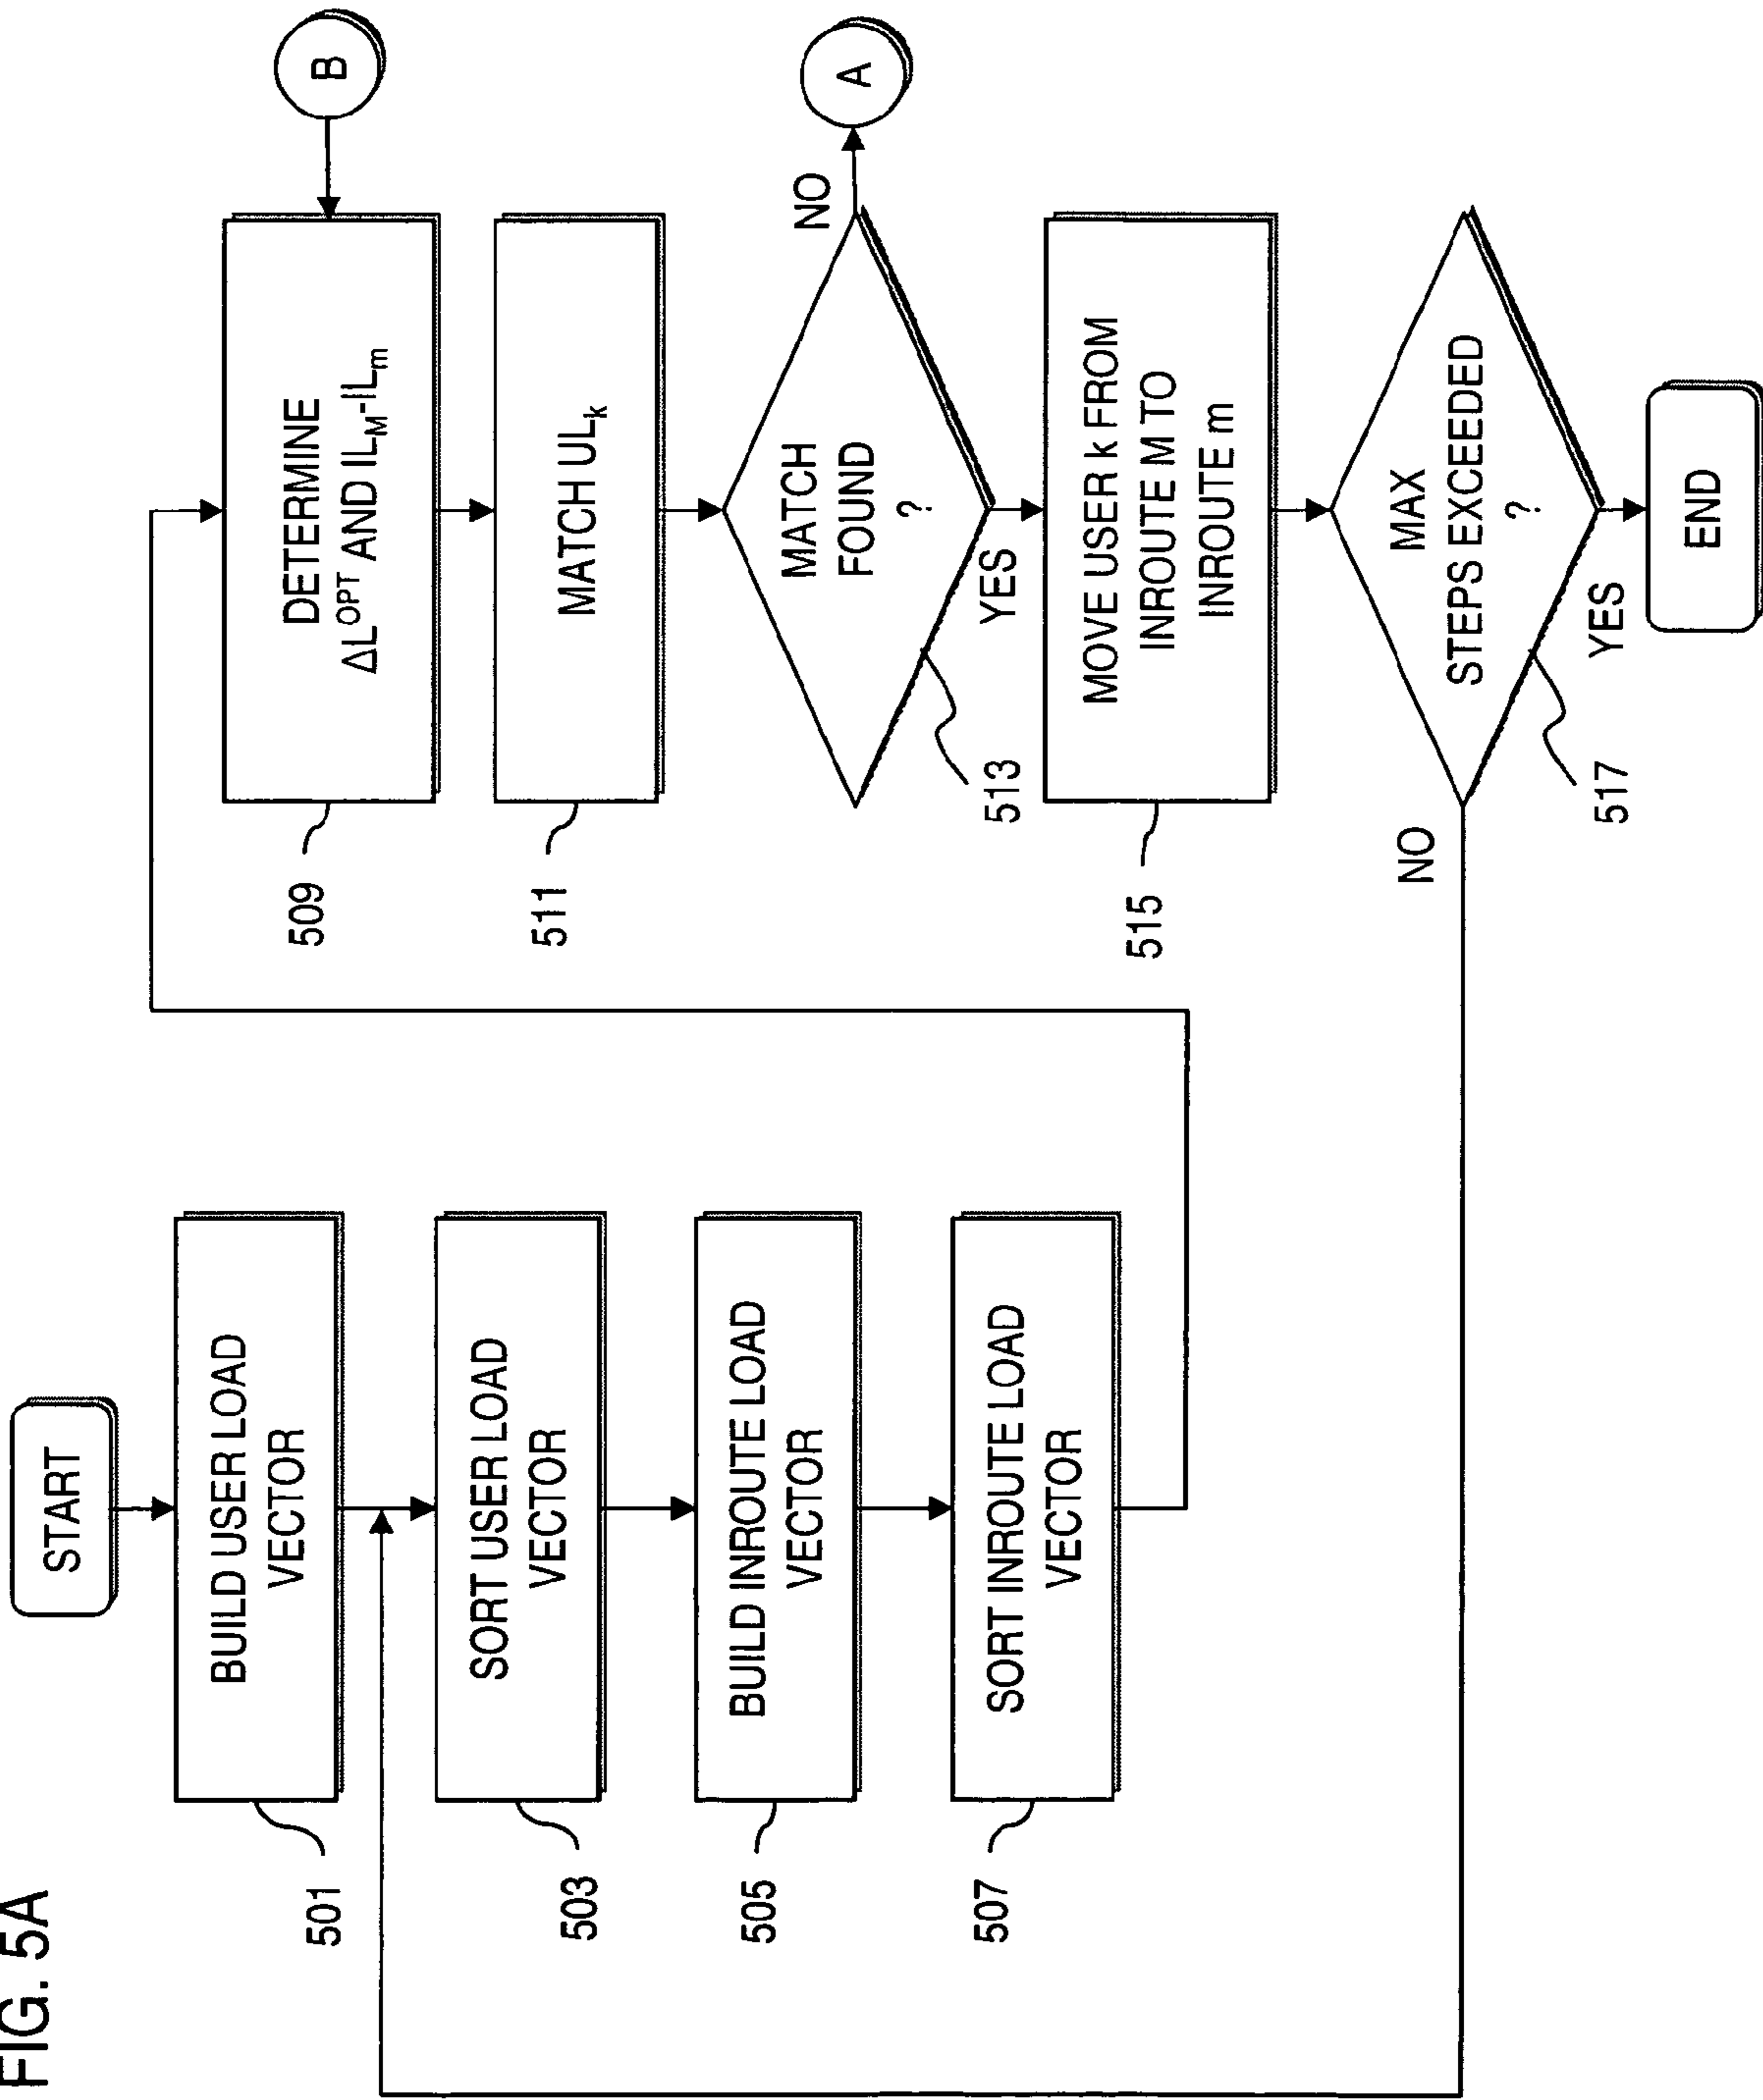 FIG. 5A
START
BUILD USER LOAD
VECTOR
501
SORT USER LOAD
VECTOR
503
BUILD INROUTE LOAD
VECTOR
505
SORT INROUTE LOAD
VECTOR
507
B
DETERMINE
ΔL^OPT AND IL_M-IL_m
509
MATCH UL_k
511
MATCH
FOUND
?
513
NO
A
YES
MOVE USER k FROM
INROUTE M TO
INROUTE m
515
MAX
STEPS EXCEEDED
?
517
NO
YES
END